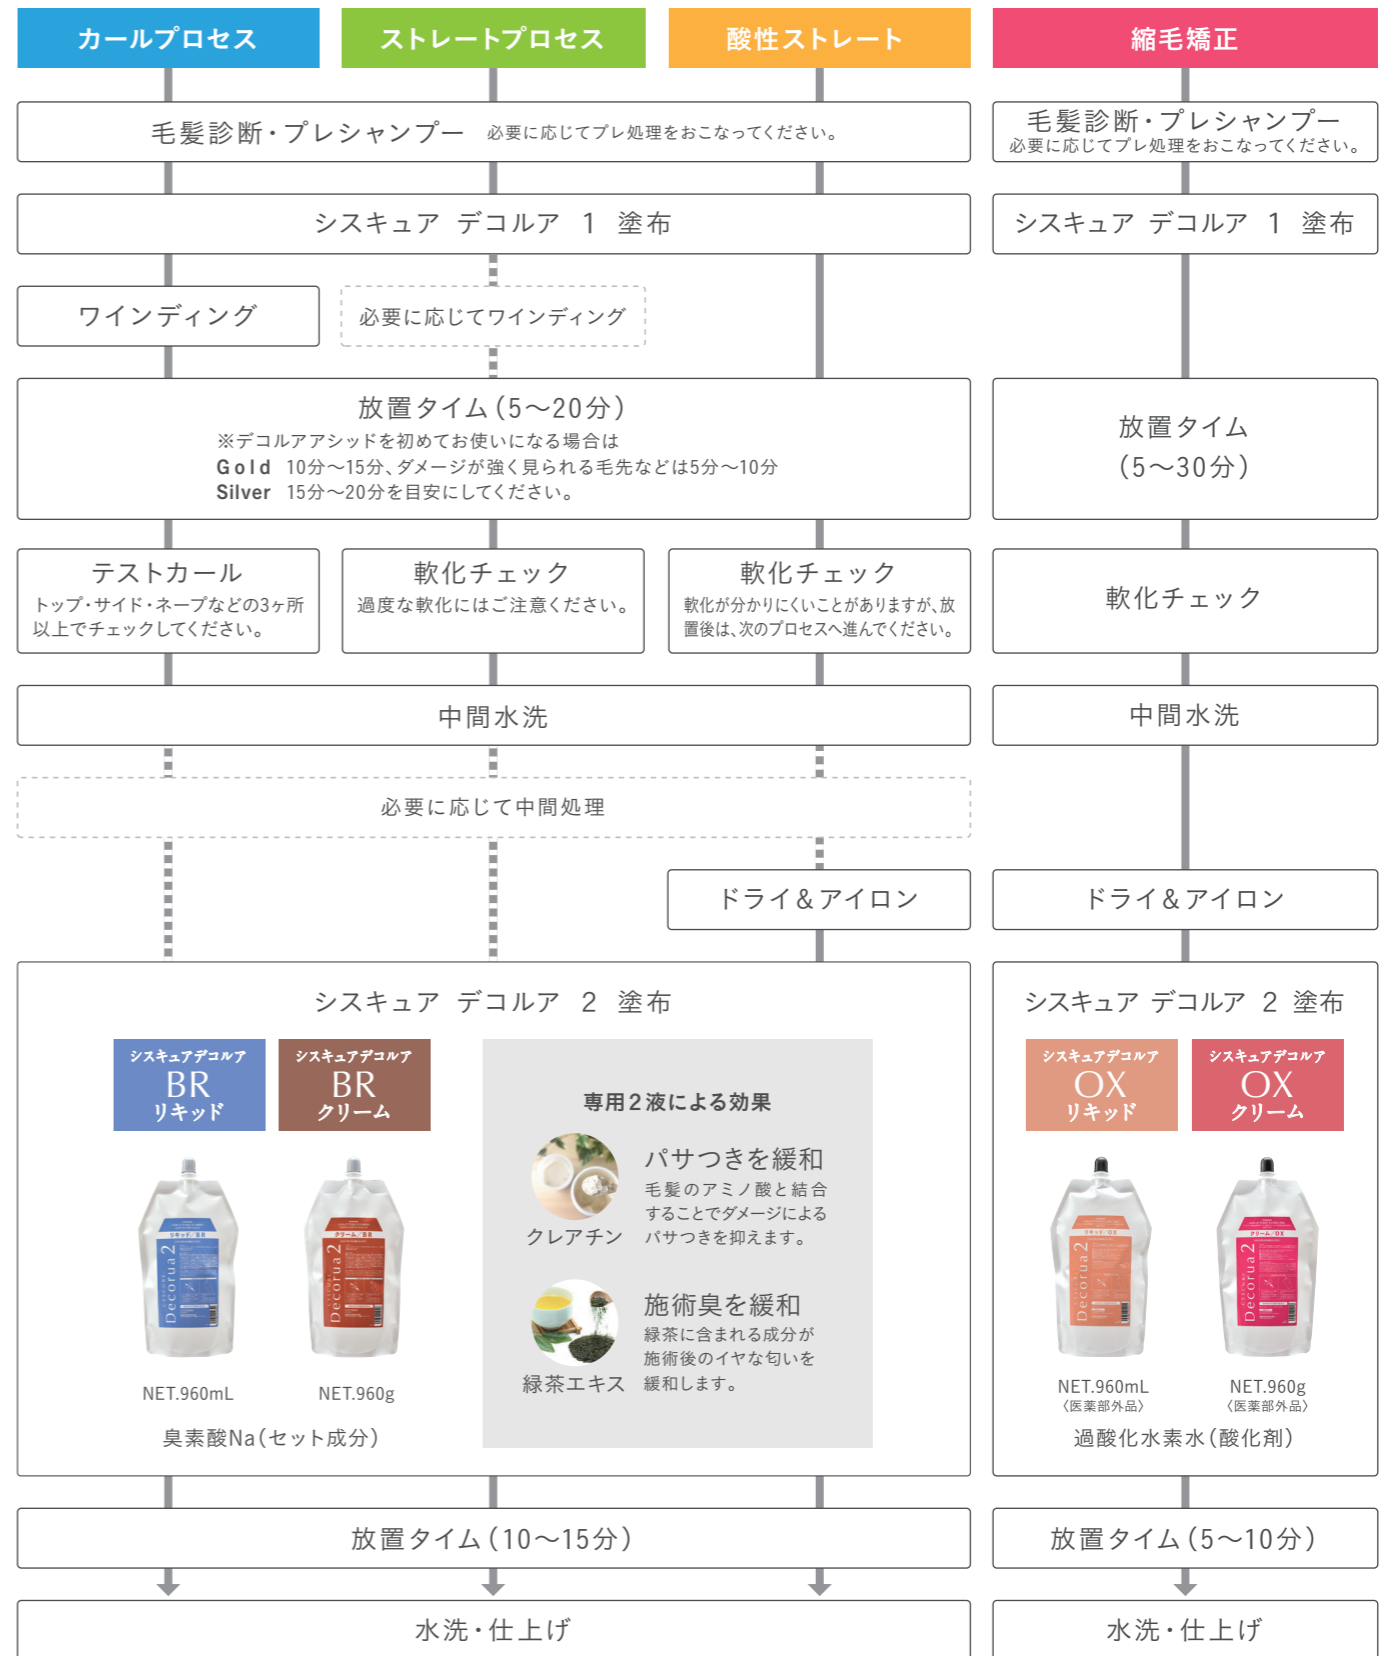 カールプロセス
ストレートプロセス
酸性ストレート
縮毛矯正
毛髪診断・プレシャンプー 必要に応じてプレ処理をおこなってください。
毛髪診断・プレシャンプー
必要に応じてプレ処理をおこなってください。
シスキュア デコルア 1 塗布
シスキュア デコルア 1 塗布
ワインディング
必要に応じてワインディング
放置タイム（5〜20分）
※デコルアアシッドを初めてお使いになる場合は
Gold 10分〜15分、ダメージが強く見られる毛先などは5分〜10分
Silver 15分〜20分を目安にしてください。
放置タイム
（5〜30分）
テストカール
トップ・サイド・ネープなどの3ヶ所
以上でチェックしてください。
軟化チェック
過度な軟化にはご注意ください。
軟化チェック
軟化が分かりにくいことがありますが、放
置後は、次のプロセスへ進んでください。
軟化チェック
中間水洗
中間水洗
必要に応じて中間処理
ドライ＆アイロン
ドライ＆アイロン
シスキュア デコルア 2 塗布
シスキュアデコルア
BR
リキッド
シスキュアデコルア
BR
クリーム
リキッド/BR
Decorua 2
クリーム/BR
Decorua 2
NET.960mL
NET.960g
臭素酸Na（セット成分）
専用2液による効果
クレアチン
パサつきを緩和
毛髪のアミノ酸と結合
することでダメージによる
パサつきを抑えます。
緑茶エキス
施術臭を緩和
緑茶に含まれる成分が
施術後のイヤな匂いを
緩和します。
シスキュア デコルア 2 塗布
シスキュアデコルア
OX
リキッド
シスキュアデコルア
OX
クリーム
リキッド/OX
Decorua 2
クリーム/OX
Decorua 2
NET.960mL
〈医薬部外品〉
NET.960g
〈医薬部外品〉
過酸化水素水（酸化剤）
放置タイム（10〜15分）
放置タイム（5〜10分）
水洗・仕上げ
水洗・仕上げ